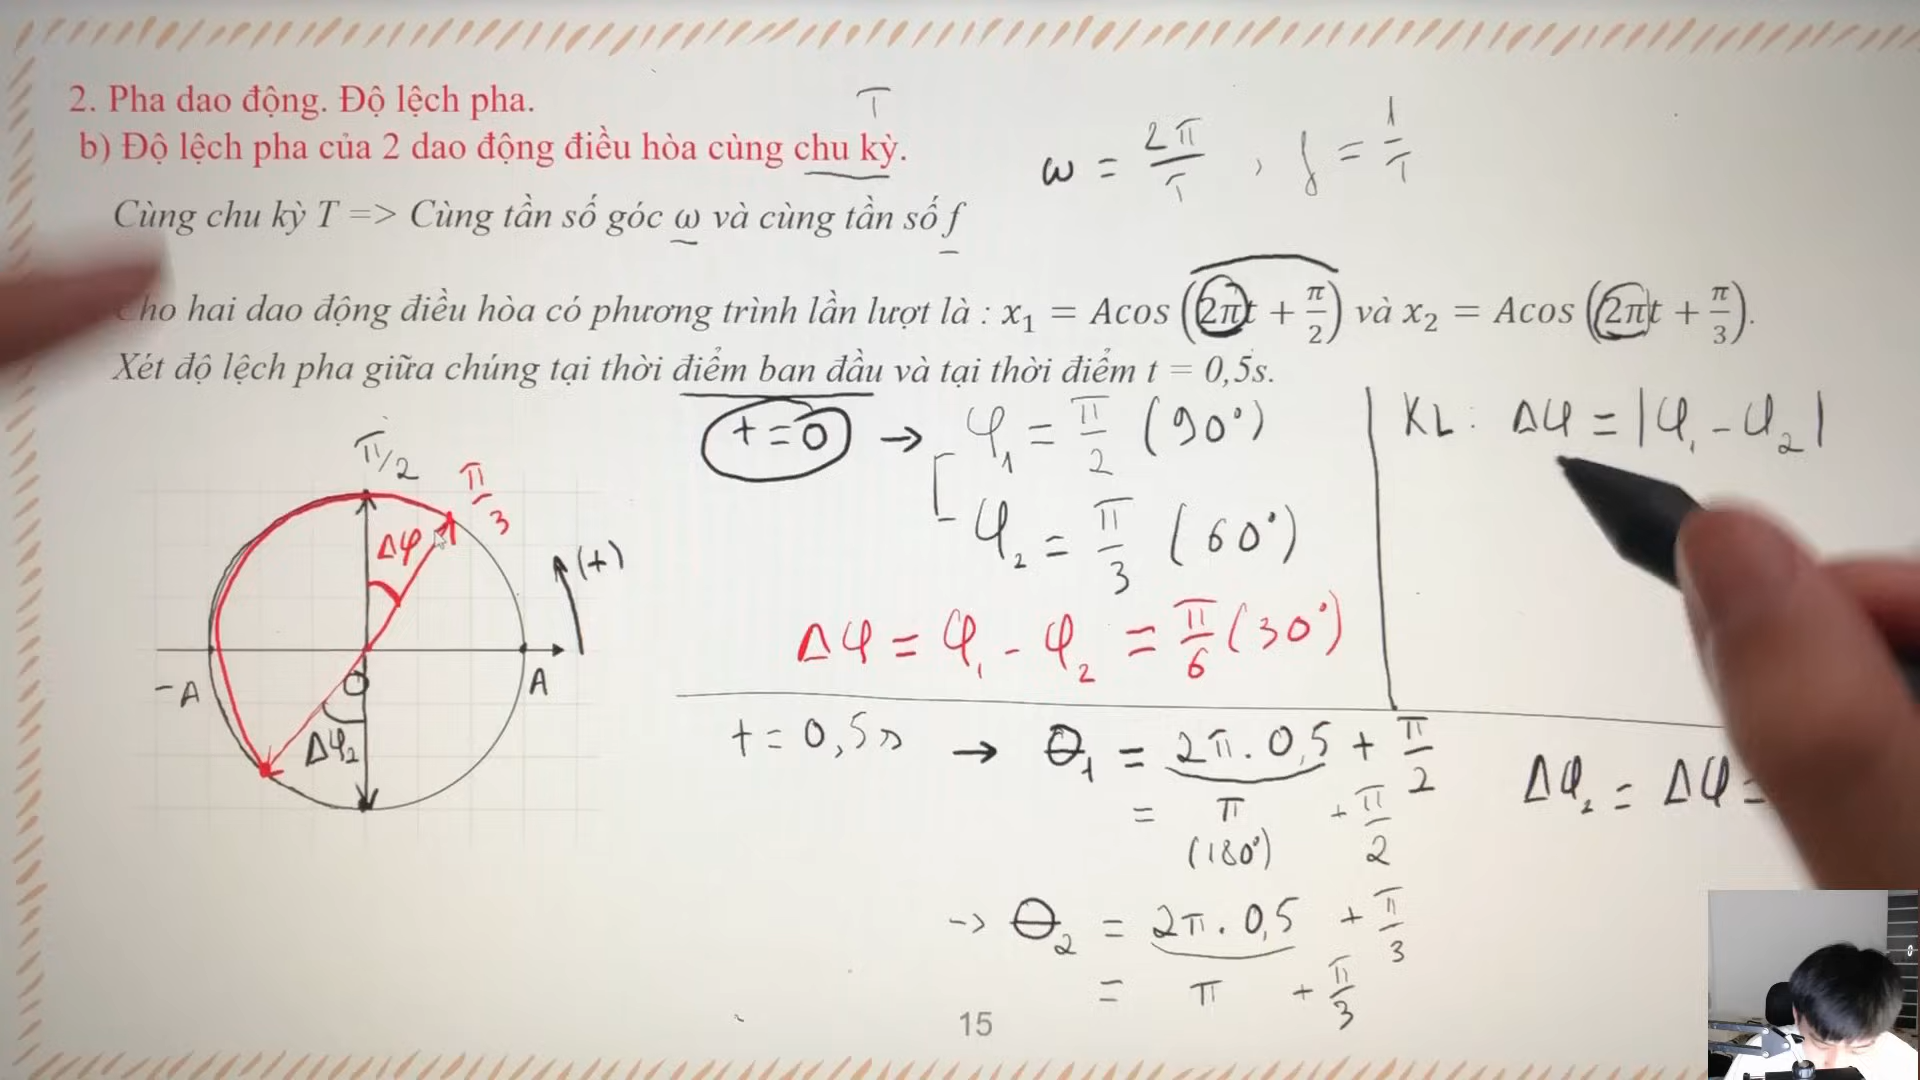 2. Pha dao động. Độ lệch pha.
T
b) Độ lệch pha của 2 dao động điều hòa cùng chu kỳ.
ω = 2π/T , f = 1/T
Cùng chu kỳ T => Cùng tần số góc ω và cùng tần số f
Cho hai dao động điều hòa có phương trình lần lượt là : x₁ = Acos (2πt + π/2) và x₂ = Acos (2πt + π/3).
Xét độ lệch pha giữa chúng tại thời điểm ban đầu và tại thời điểm t = 0,5s.
t = 0 → φ₁ = π/2 (90°)
φ₂ = π/3 (60°)
Δφ = φ₁ - φ₂ = π/6 (30°)
KL: Δφ = |φ₁ - φ₂|
π/2
π/3
Δφ
(+)
-A
O
A
Δφ₂
t = 0,5s → θ₁ = 2π . 0,5 + π/2
= π + π/2
(180°)
Δφ₂ = Δφ =
-> θ₂ = 2π . 0,5 + π/3
= π + π/3
15